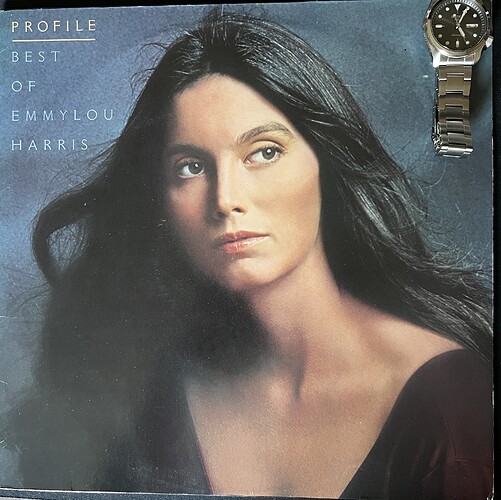 PROFILE
BEST
OF
EMMYLOU
HARRIS